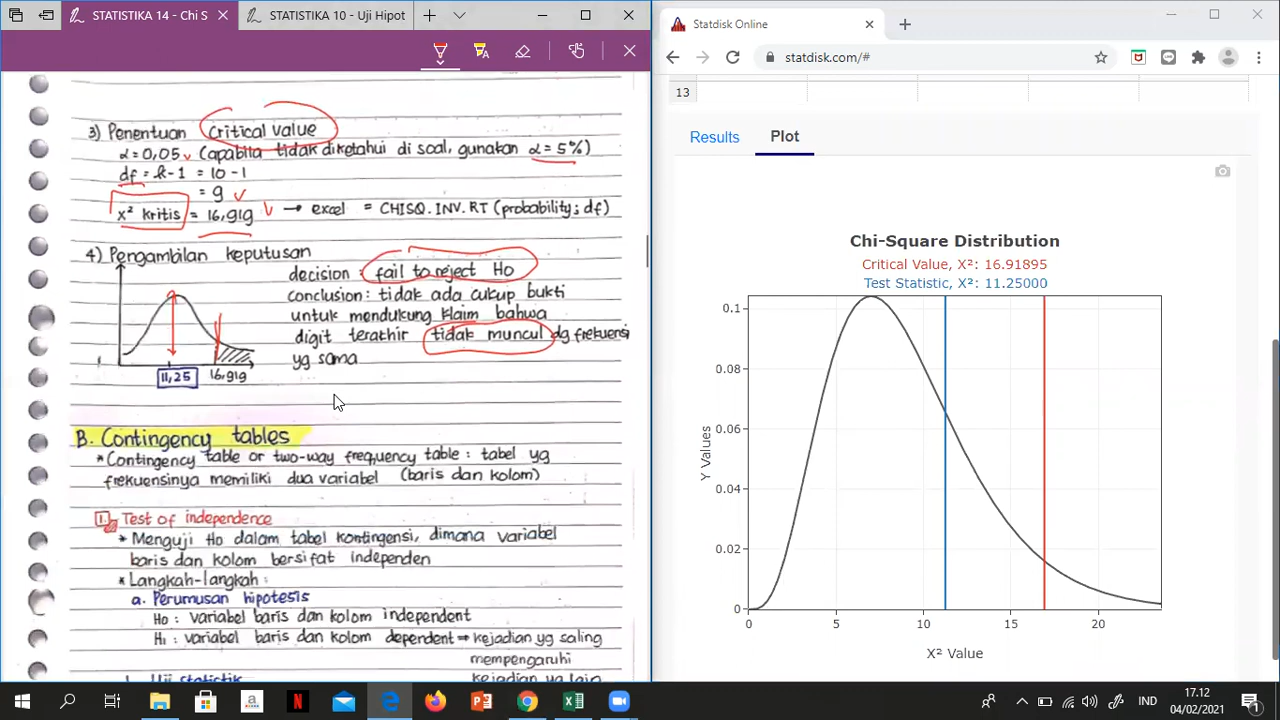 STATISTIKA 14 - Chi S
STATISTIKA 10 - Uji Hipot
3) Penentuan Critical value
α = 0,05 (apabila tidak diketahui di soal, gunakan α = 5%)
df = k - 1 = 10 - 1
= 9
x² kritis = 16,919 → excel = CHISQ.INV.RT (probability; df)
4) Pengambilan keputusan
decision : fail to reject Ho
conclusion: tidak ada cukup bukti
untuk mendukung klaim bahwa
digit terakhir tidak muncul dg frekuensi
yg sama
11,25
16,919
B. Contingency tables
* Contingency table or two-way frequency table : tabel yg
frekuensinya memiliki dua variabel (baris dan kolom)
1. Test of independence
* Menguji Ho dalam tabel kontingensi, dimana variabel
baris dan kolom bersifat independen
* Langkah-langkah :
a. Perumusan hipotesis
Ho : variabel baris dan kolom independent
H1 : variabel baris dan kolom dependent → kejadian yg saling
mempengaruhi
Uji statistik
kejadian yg lain
Statdisk Online
statdisk.com/#
13
Results
Plot
Chi-Square Distribution
Critical Value, X²: 16.91895
Test Statistic, X²: 11.25000
0.1
0.08
0.06
0.04
0.02
0
Y Values
0
5
10
15
20
X² Value
IND
17.12
04/02/2021
1